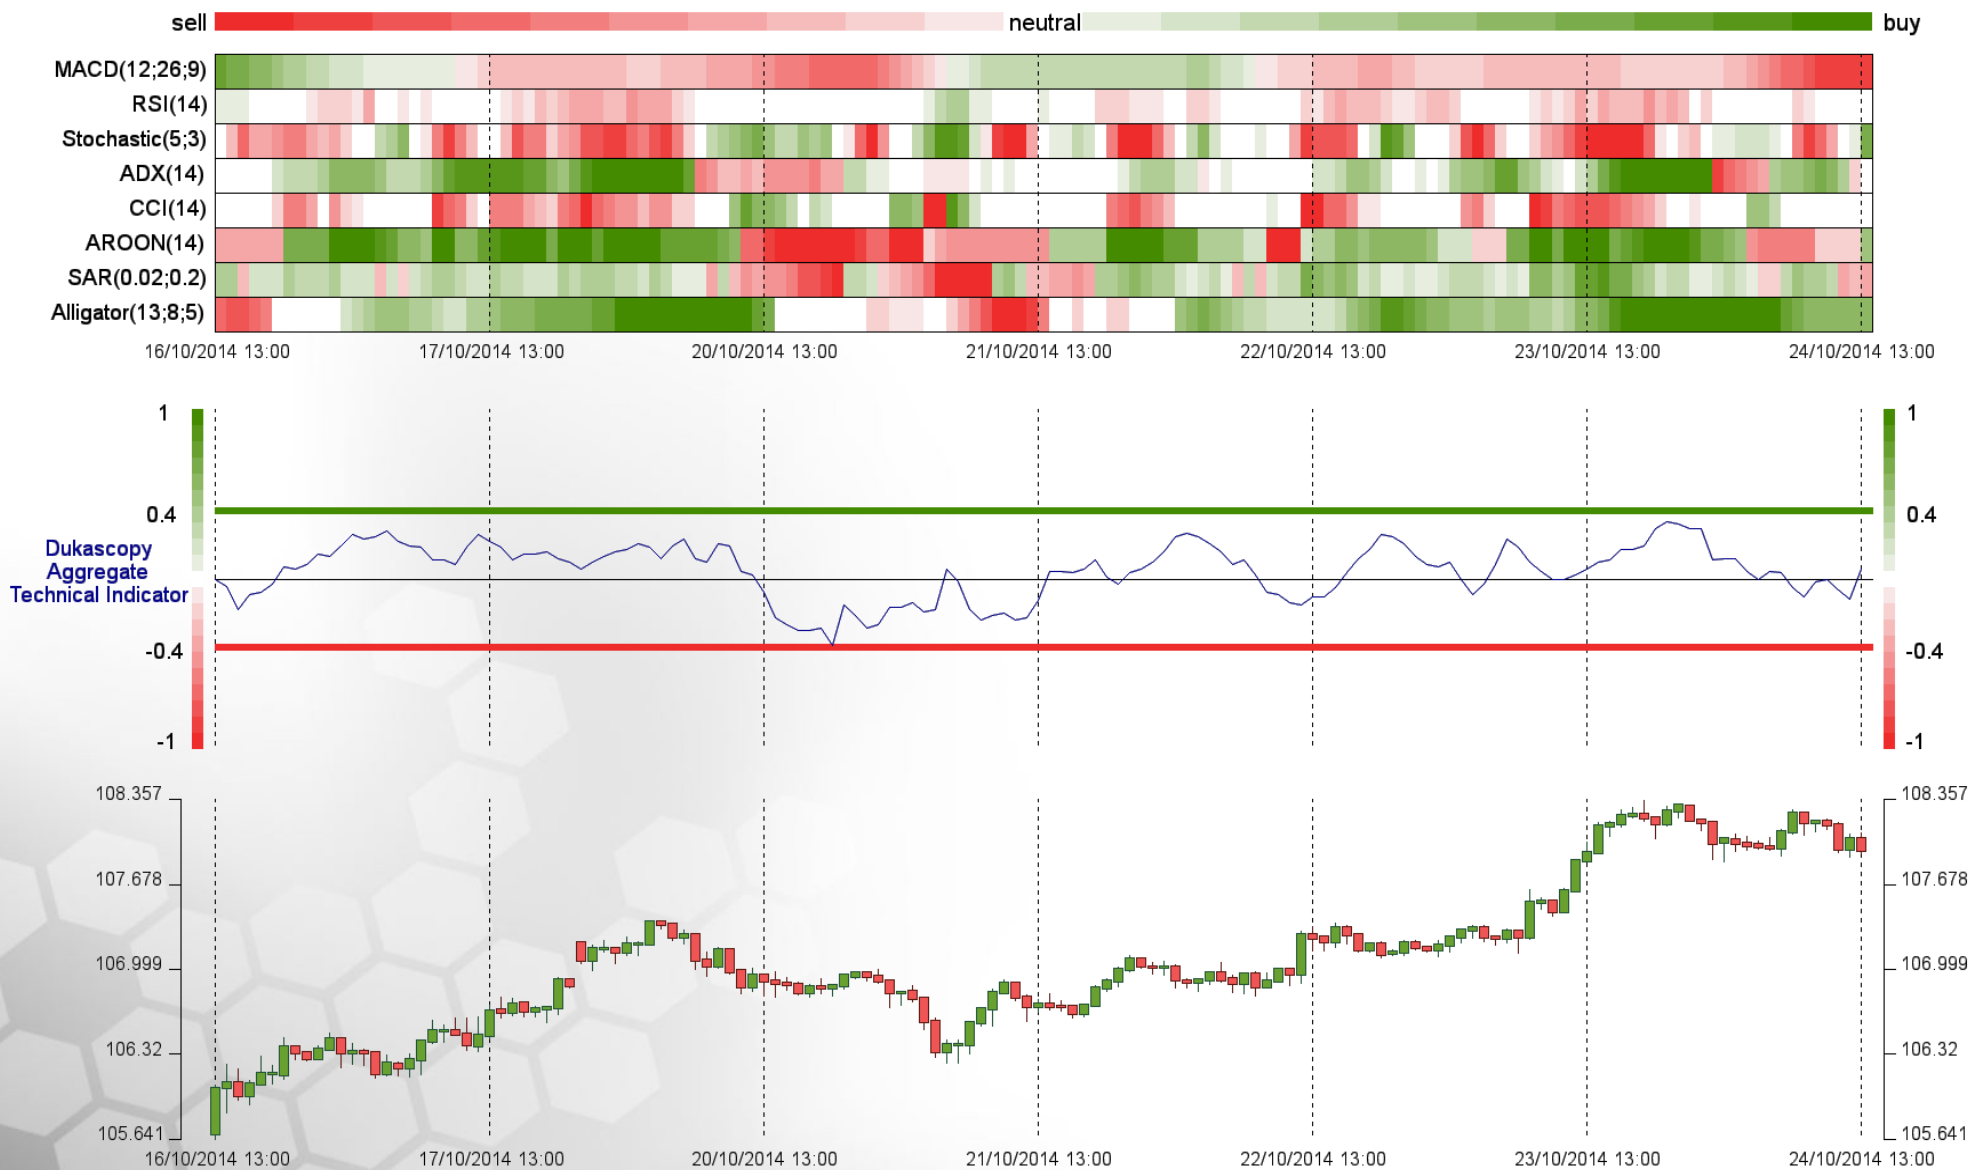 sell neutral buy
MACD(12;26;9)
RSI(14)
Stochastic(5;3)
ADX(14)
CCI(14)
AROON(14)
SAR(0.02;0.2)
Alligator(13;8;5)
16/10/2014 13:00 17/10/2014 13:00 20/10/2014 13:00 21/10/2014 13:00 22/10/2014 13:00 23/10/2014 13:00 24/10/2014 13:00
1 1
0.4 0.4
Dukascopy
Aggregate
Technical Indicator
-0.4 -0.4
-1 -1
108.357 108.357
107.678 107.678
106.999 106.999
106.32 106.32
105.641 105.641
16/10/2014 13:00 17/10/2014 13:00 20/10/2014 13:00 21/10/2014 13:00 22/10/2014 13:00 23/10/2014 13:00 24/10/2014 13:00